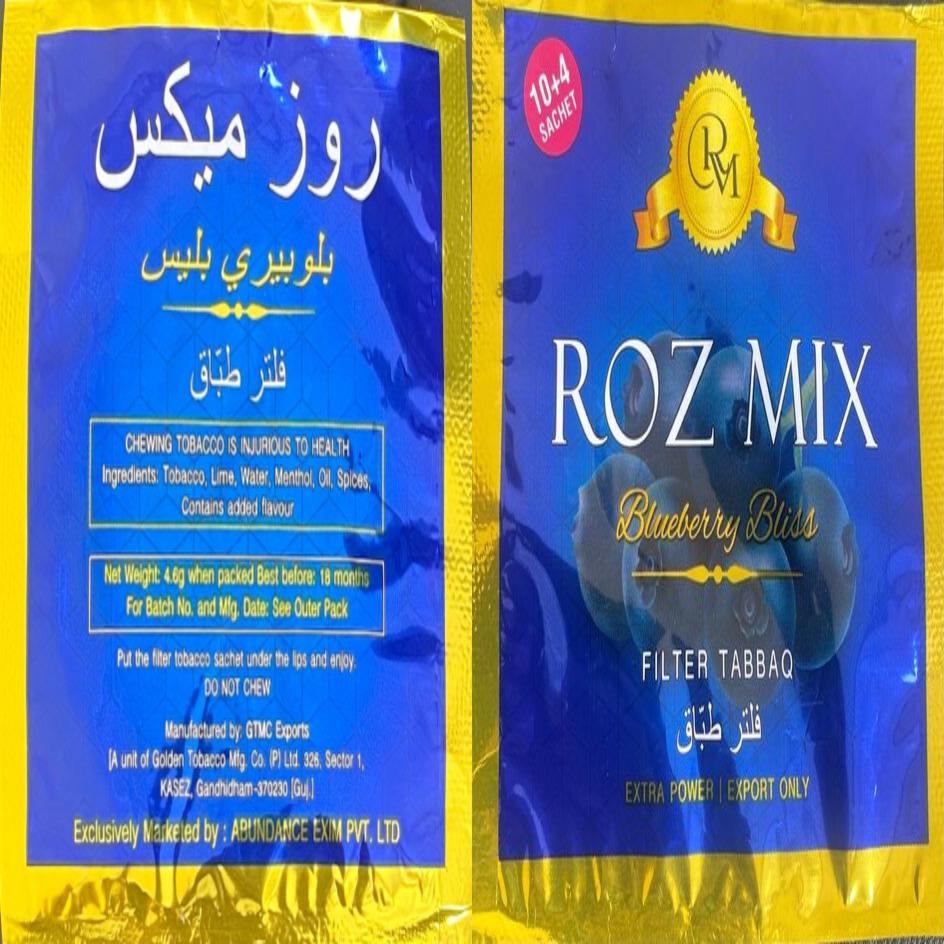 روز ميكس
بلوبيري بليس
فلتر طبّاق
CHEWING TOBACCO IS INJURIOUS TO HEALTH
Ingredients: Tobacco, Lime, Water, Menthol, Oil, Spices,
Contains added flavour
Net Weight: 4.6g when packed Best before: 18 months
For Batch No. and Mfg. Date: See Outer Pack
Put the filter tobacco sachet under the lips and enjoy.
DO NOT CHEW
Manufactured by: GTMC Exports
[A unit of Golden Tobacco Mfg. Co. (P) Ltd. 326, Sector 1,
KASEZ, Gandhidham-370230 [Guj.]
Exclusively Marketed by : ABUNDANCE EXIM PVT. LTD
10+4
SACHET
RM
ROZ MIX
Blueberry Bliss
FILTER TABBAQ
فلتر طبّاق
EXTRA POWER | EXPORT ONLY